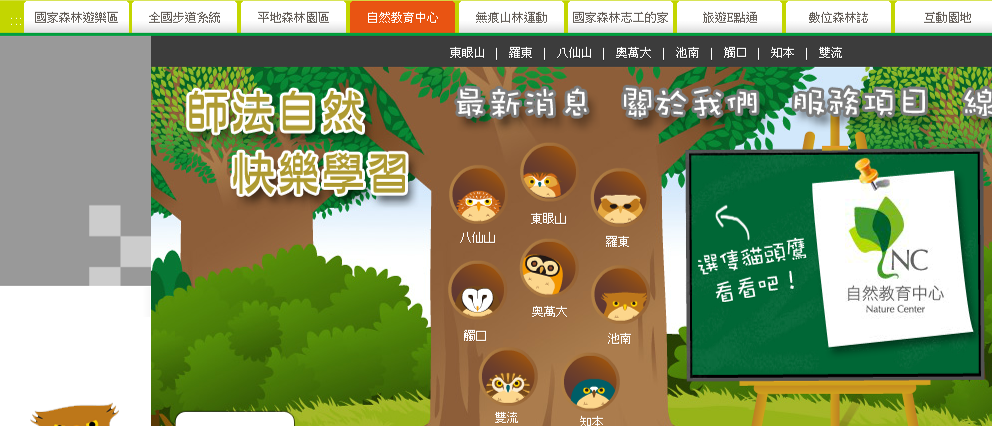 :::
國家森林遊樂區
全國步道系統
平地森林園區
自然教育中心
無痕山林運動
國家森林志工的家
旅遊E點通
數位森林誌
互動園地
東眼山 | 羅東 | 八仙山 | 奧萬大 | 池南 | 觸口 | 知本 | 雙流
師法自然
快樂學習
最新消息
關於我們
服務項目
線
東眼山
八仙山
羅東
奧萬大
觸口
池南
雙流
知本
選隻貓頭鷹
看看吧！
NC
自然教育中心
Nature Center